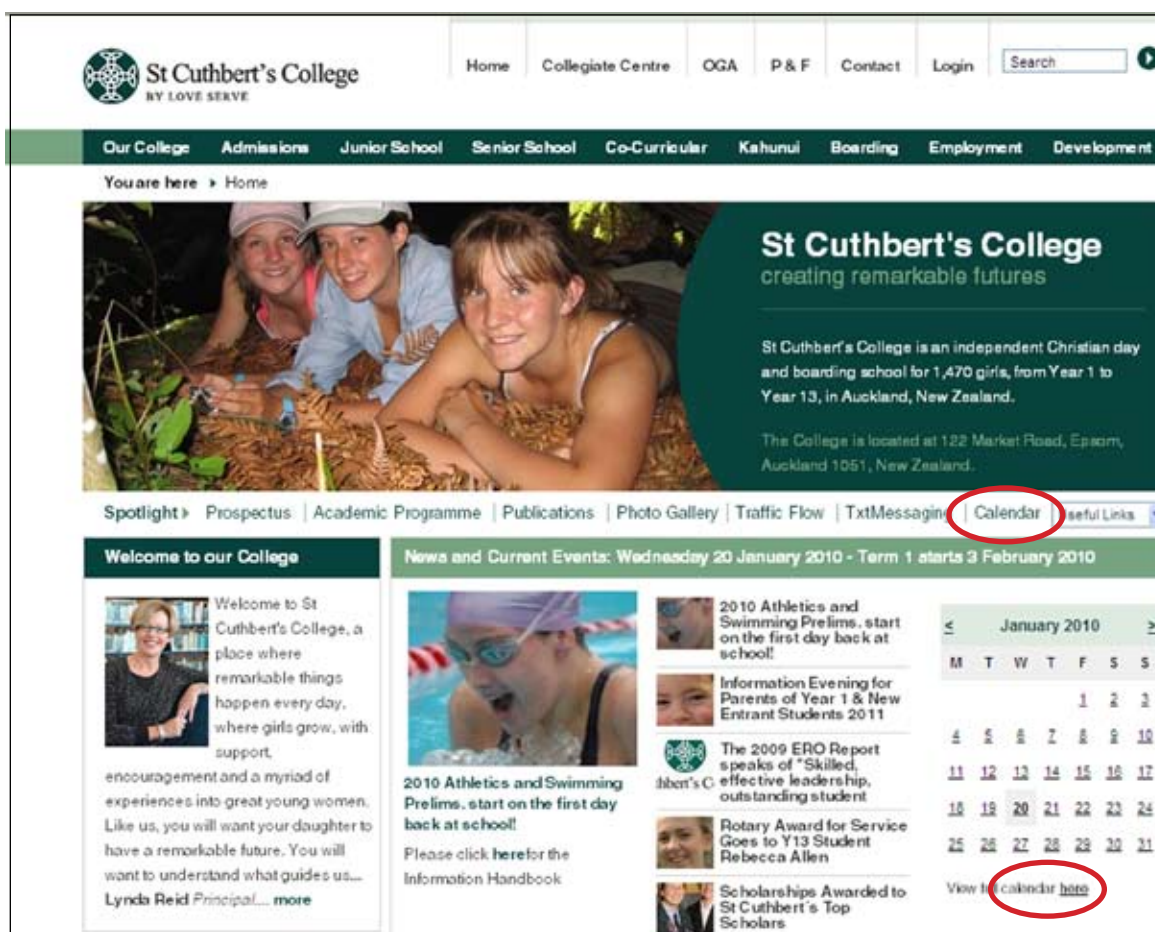 St Cuthbert's College
BY LOVE SERVE
Home Collegiate Centre OGA P & F Contact Login Search
Our College Admissions Junior School Senior School Co-Curricular Kahunui Boarding Employment Development
You are here Home
St Cuthbert's College
creating remarkable futures
St Cuthbert's College is an independent Christian day
and boarding school for 1,470 girls, from Year 1 to
Year 13, in Auckland, New Zealand.
The College is located at 122 Market Road, Epsom,
Auckland 1051, New Zealand.
Spotlight Prospectus | Academic Programme | Publications | Photo Gallery | Traffic Flow | TxtMessaging | Calendar | seful Links
Welcome to our College
Welcome to St
Cuthbert's College, a
place where
remarkable things
happen every day,
where girls grow, with
support,
encouragement and a myriad of
experiences into great young women.
Like us, you will want your daughter to
have a remarkable future. You will
want to understand what guides us....
Lynda Reid Principal.... more
News and Current Events: Wednesday 20 January 2010 - Term 1 starts 3 February 2010
2010 Athletics and Swimming
Prelims. start on the first day
back at school!
Please click herefor the
Information Handbook
2010 Athletics and
Swimming Prelims. start
on the first day back at
school!
Information Evening for
Parents of Year 1 & New
Entrant Students 2011
thbert's C
The 2009 ERO Report
speaks of "Skilled,
effective leadership,
outstanding student
Rotary Award for Service
Goes to Y13 Student
Rebecca Allen
Scholarships Awarded to
St Cuthbert's Top
Scholars
< January 2010 >
M T W T F S S
1 2 3
4 5 6 7 8 9 10
11 12 13 14 15 16 17
18 19 20 21 22 23 24
25 26 27 28 29 30 31
View full calendar here